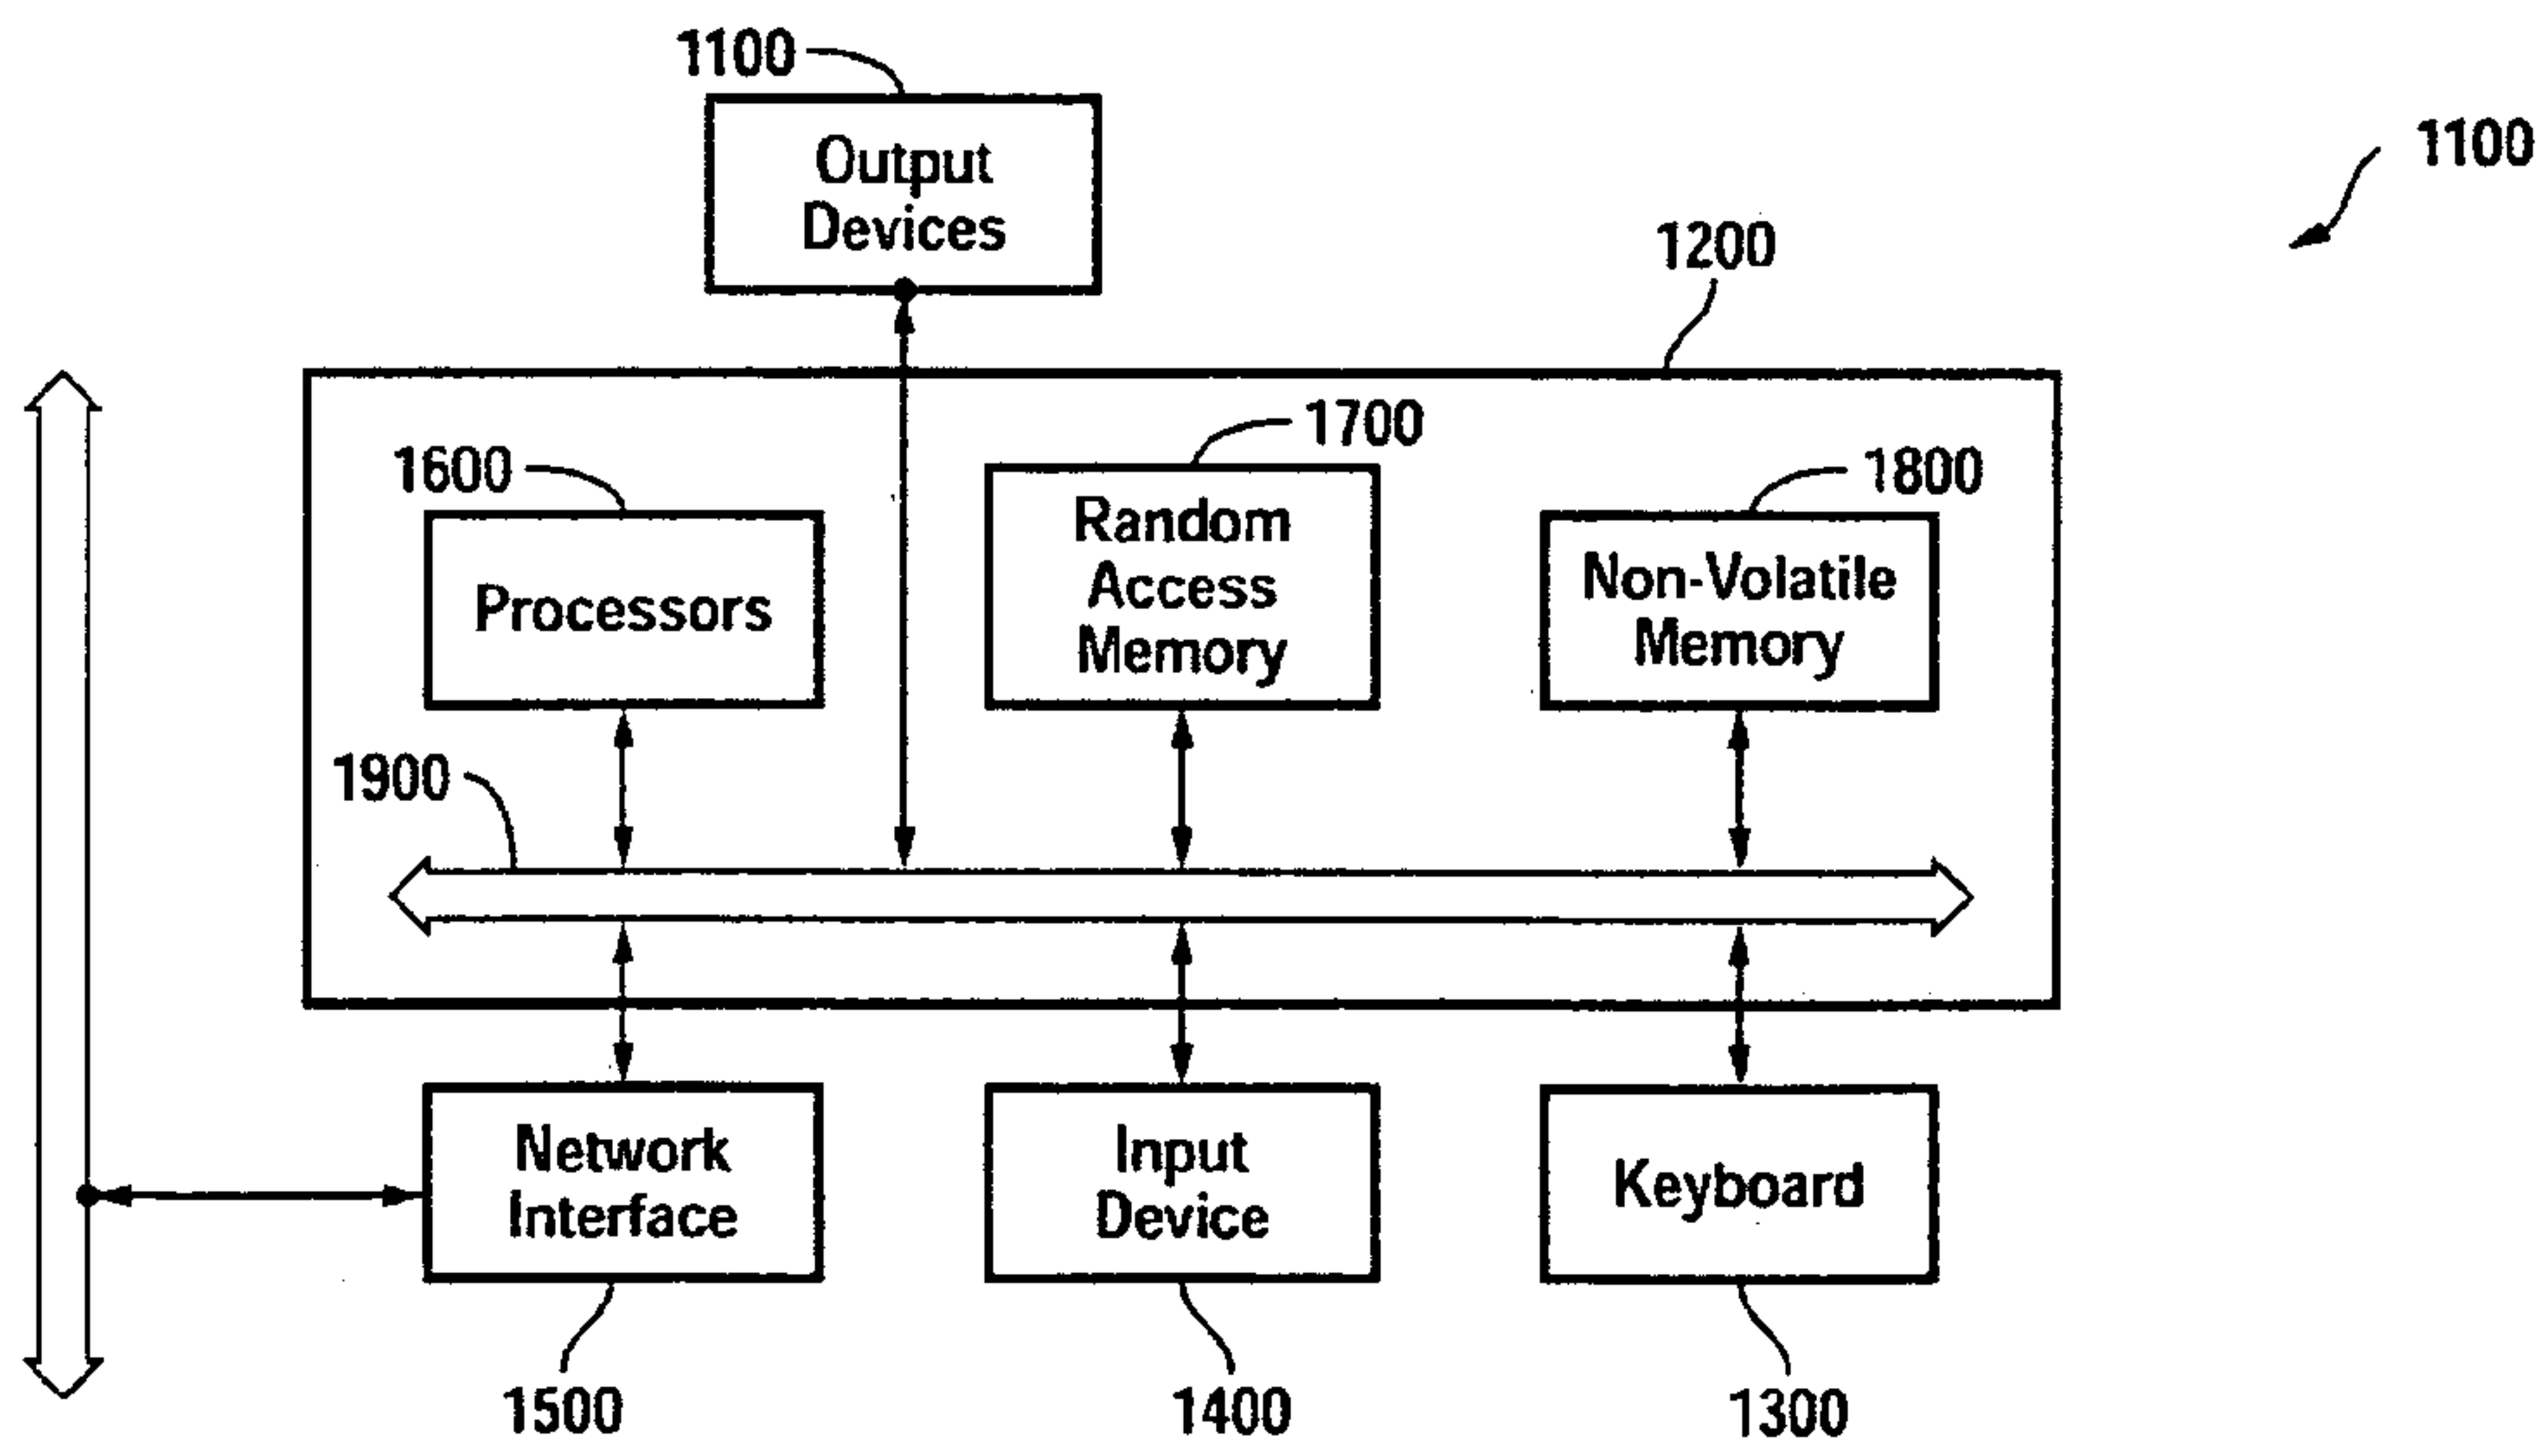 1100
Output
Devices
1100
1200
1700
1600
1800
Random
Access
Memory
Processors
Non-Volatile
Memory
1900
Network
Interface
Input
Device
Keyboard
1500
1400
1300